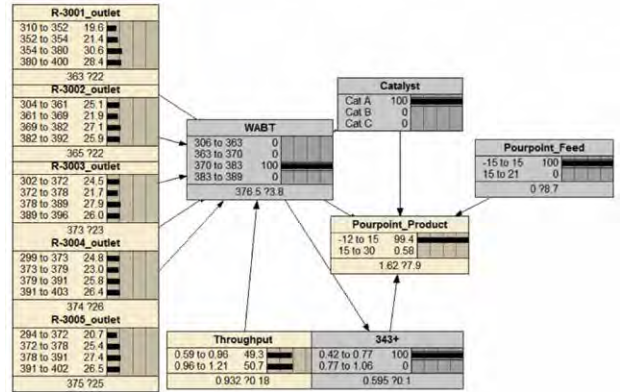 R-3001_outlet
310 to 352 19.6
352 to 354 21.4
354 to 380 30.6
380 to 400 28.4
363 ?22
R-3002_outlet
304 to 361 25.1
361 to 369 21.9
369 to 382 27.1
382 to 392 25.9
365 ?22
R-3003_outlet
302 to 372 24.5
372 to 378 21.7
378 to 389 27.9
389 to 396 26.0
373 ?23
R-3004_outlet
299 to 373 24.8
373 to 379 23.0
379 to 391 25.8
391 to 403 26.4
374 ?26
R-3005_outlet
294 to 372 20.7
372 to 378 25.4
378 to 391 27.4
391 to 402 26.5
375 ?25
WABT
306 to 363 0
363 to 370 0
370 to 383 100
383 to 389 0
376.5 ?3.8
Catalyst
Cat A 100
Cat B 0
Cat C 0
Pourpoint_Feed
-15 to 15 100
15 to 21 0
0 ?8.7
Pourpoint_Product
-12 to 15 99.4
15 to 30 0.58
1.62 ?7.9
Throughput
0.59 to 0.96 49.3
0.96 to 1.21 50.7
0.932 ?0.18
343+
0.42 to 0.77 100
0.77 to 1.06 0
0.595 ?0.1